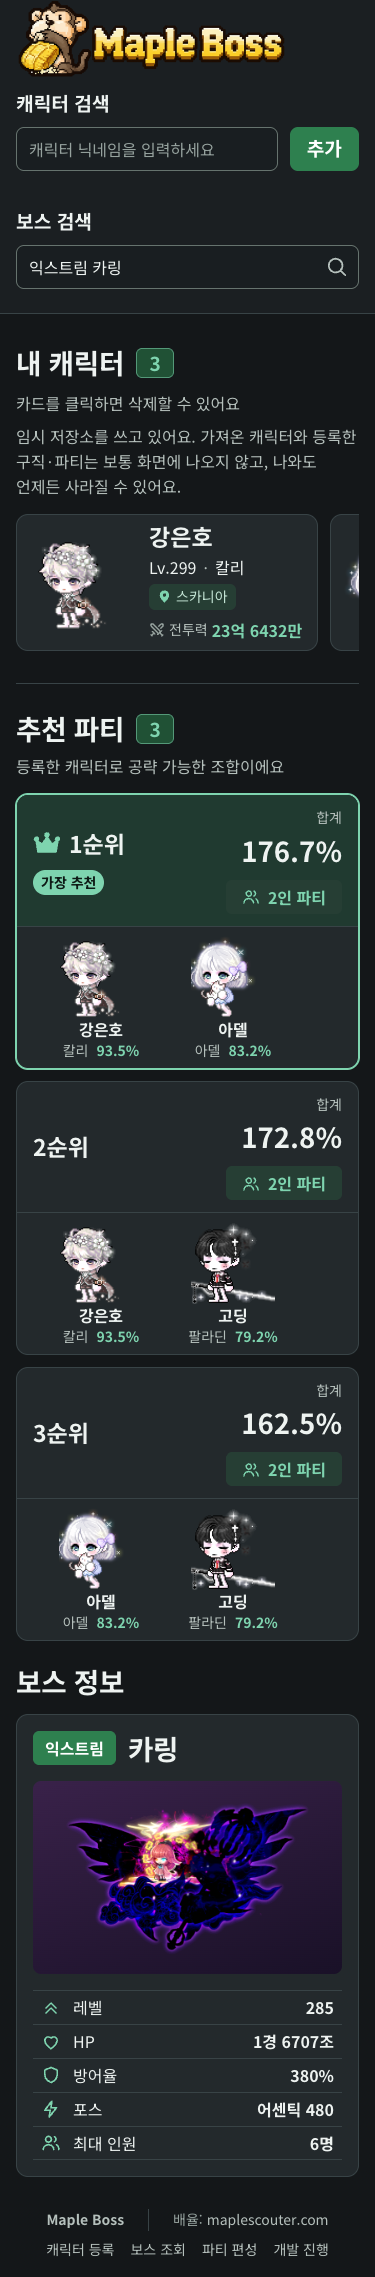 Maple Boss
캐릭터 검색
캐릭터 닉네임을 입력하세요
추가
보스 검색
익스트림 카링
내 캐릭터 3
카드를 클릭하면 삭제할 수 있어요
임시 저장소를 쓰고 있어요. 가져온 캐릭터와 등록한
구직·파티는 보통 화면에 나오지 않고, 나와도
언제든 사라질 수 있어요.
강은호
Lv.299 · 칼리
스카니아
전투력 23억 6432만
추천 파티 3
등록한 캐릭터로 공략 가능한 조합이에요
1순위
가장 추천
합계
176.7%
2인 파티
강은호
칼리 93.5%
아델
아델 83.2%
2순위
합계
172.8%
2인 파티
강은호
칼리 93.5%
고딩
팔라딘 79.2%
3순위
합계
162.5%
2인 파티
아델
아델 83.2%
고딩
팔라딘 79.2%
보스 정보
익스트림 카링
레벨 285
HP 1경 6707조
방어율 380%
포스 어센틱 480
최대 인원 6명
Maple Boss 배율: maplescouter.com
캐릭터 등록 보스 조회 파티 편성 개발 진행